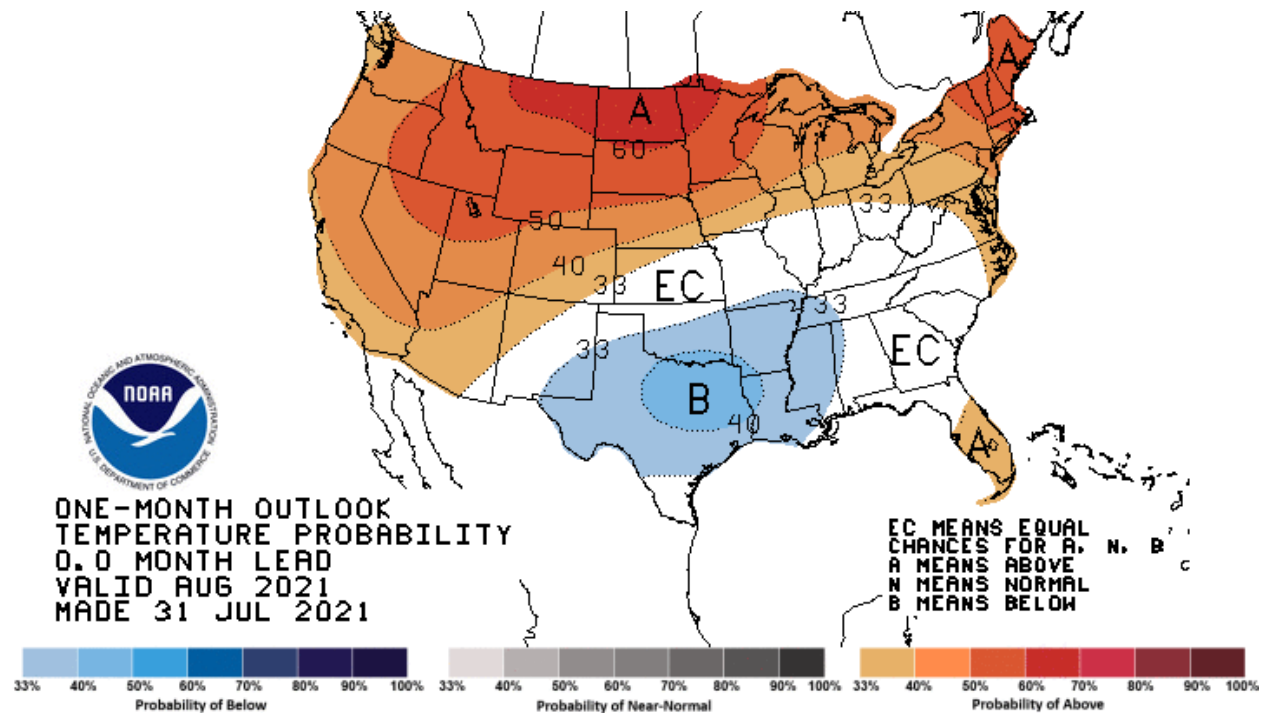 A
A
60
50
33
40
33
EC
33
33
EC
B
40
A
NATIONAL OCEANIC AND ATMOSPHERIC ADMINISTRATION
NOAA
U.S. DEPARTMENT OF COMMERCE
ONE-MONTH OUTLOOK
TEMPERATURE PROBABILITY
0.0 MONTH LEAD
VALID AUG 2021
MADE 31 JUL 2021
EC MEANS EQUAL
CHANCES FOR A, N, B
A MEANS ABOVE
N MEANS NORMAL
B MEANS BELOW
33% 40% 50% 60% 70% 80% 90% 100%
Probability of Below
33% 40% 50% 60% 70% 80% 90% 100%
Probability of Near-Normal
33% 40% 50% 60% 70% 80% 90% 100%
Probability of Above